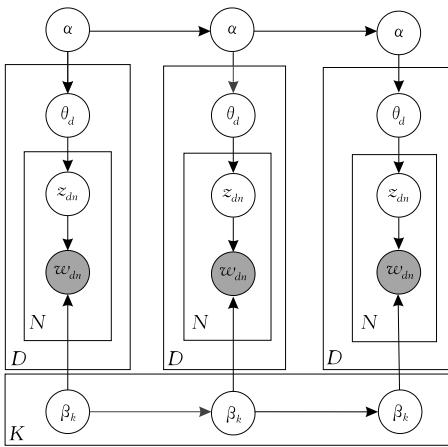 α α α
θ_d θ_d θ_d
z_dn z_dn z_dn
w_dn w_dn w_dn
N N N
D D D
β_k β_k β_k
K